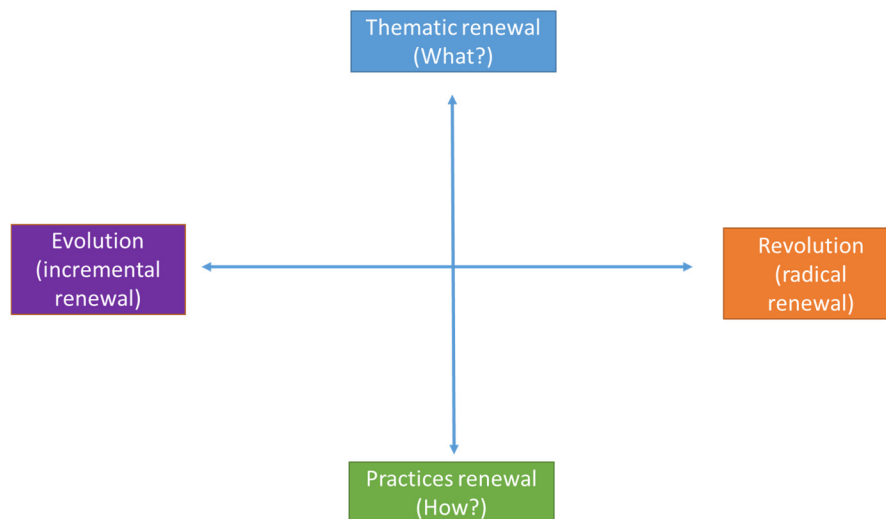 Thematic renewal
(What?)
Evolution
(incremental
renewal)
Revolution
(radical
renewal)
Practices renewal
(How?)